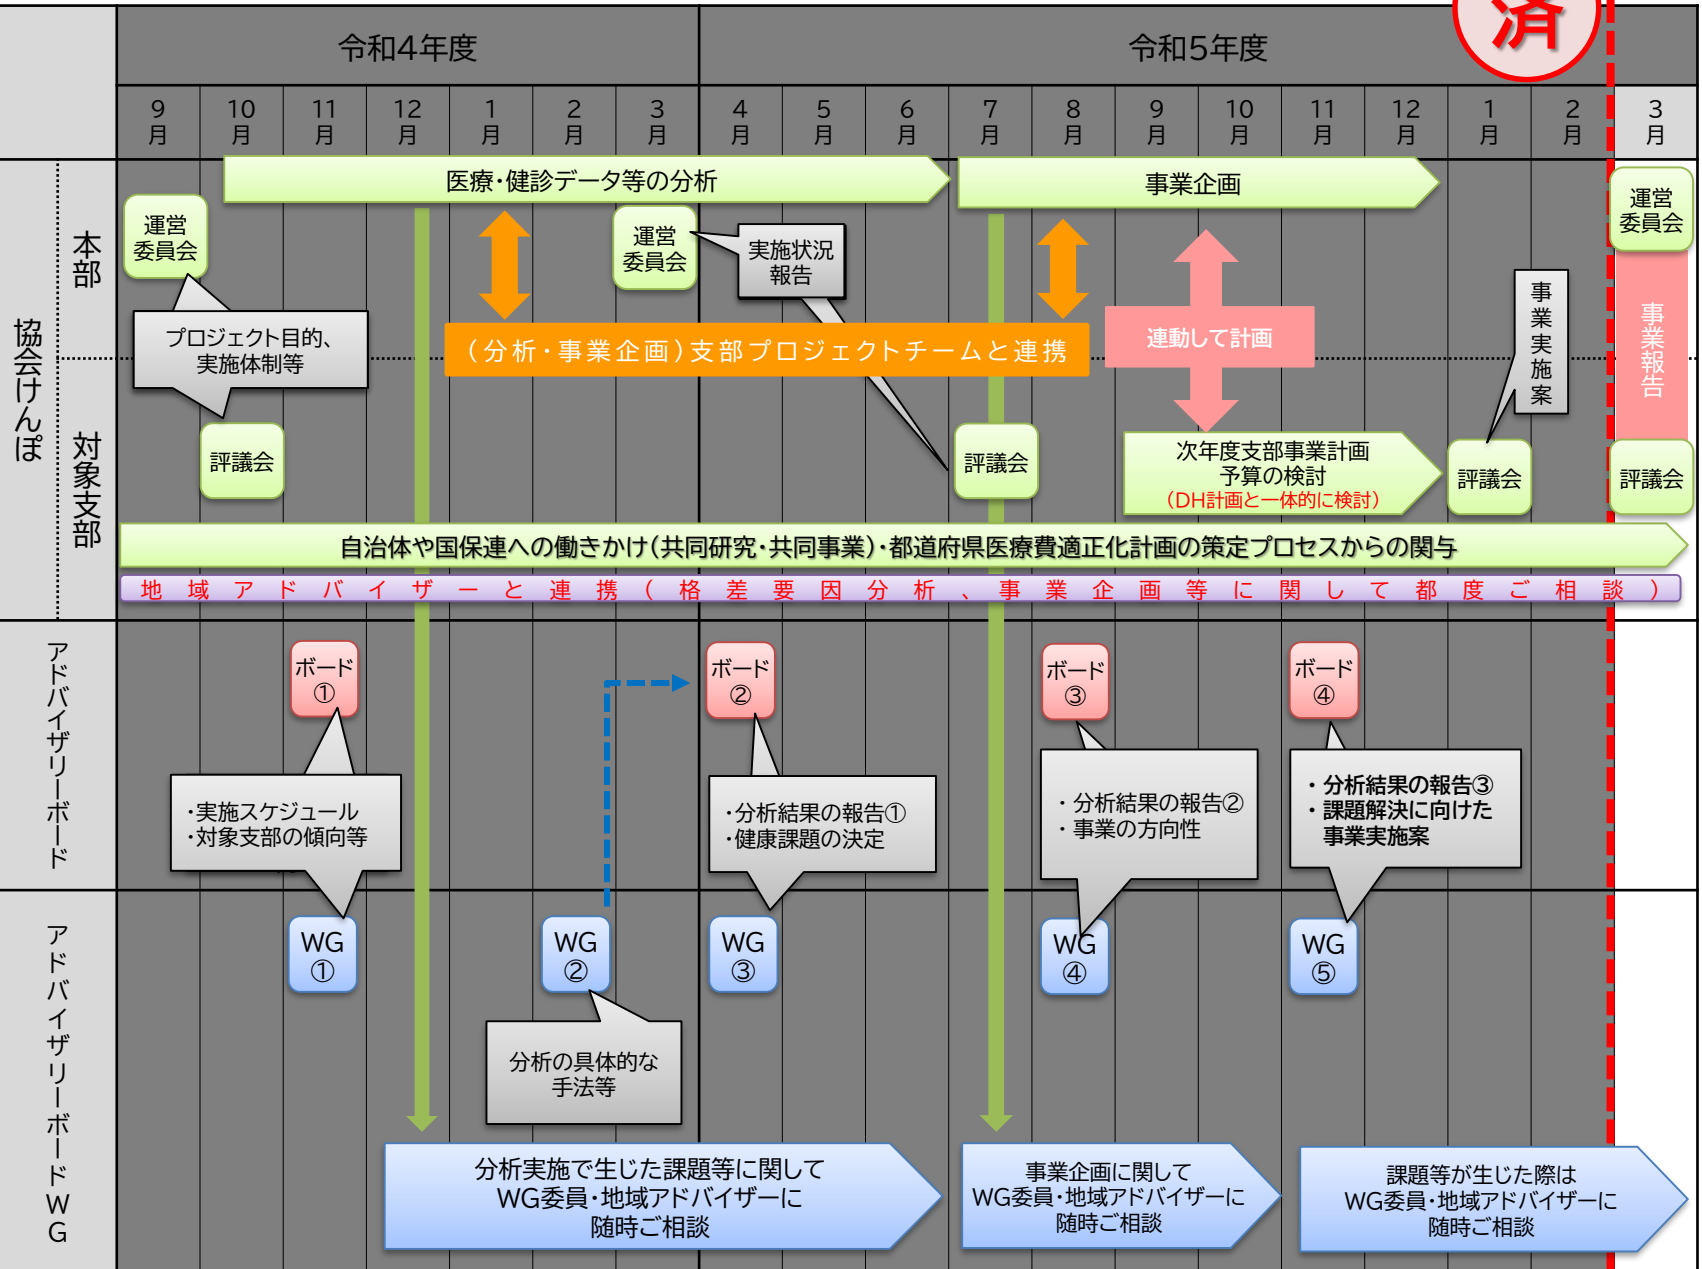 済
令和4年度
令和5年度
9月
10月
11月
12月
1月
2月
3月
4月
5月
6月
7月
8月
9月
10月
11月
12月
1月
2月
3月
協会けんぽ
本部
対象支部
医療・健診データ等の分析
事業企画
運営
委員会
運営
委員会
実施状況
報告
運営
委員会
プロジェクト目的、
実施体制等
（分析・事業企画）支部プロジェクトチームと連携
連動して計画
事業実施案
事業報告
評議会
評議会
次年度支部事業計画
予算の検討
（DH計画と一体的に検討）
評議会
評議会
自治体や国保連への働きかけ（共同研究・共同事業）・都道府県医療費適正化計画の策定プロセスからの関与
地域アドバイザーと連携（格差要因分析、事業企画等に関して都度ご相談）
アドバイザリーボード
ボード
①
ボード
②
ボード
③
ボード
④
・実施スケジュール
・対象支部の傾向等
・分析結果の報告①
・健康課題の決定
・分析結果の報告②
・事業の方向性
・分析結果の報告③
・課題解決に向けた
事業実施案
アドバイザリーボードWG
WG
①
WG
②
WG
③
WG
④
WG
⑤
分析の具体的な
手法等
分析実施で生じた課題等に関して
WG委員・地域アドバイザーに
随時ご相談
事業企画に関して
WG委員・地域アドバイザーに
随時ご相談
課題等が生じた際は
WG委員・地域アドバイザーに
随時ご相談